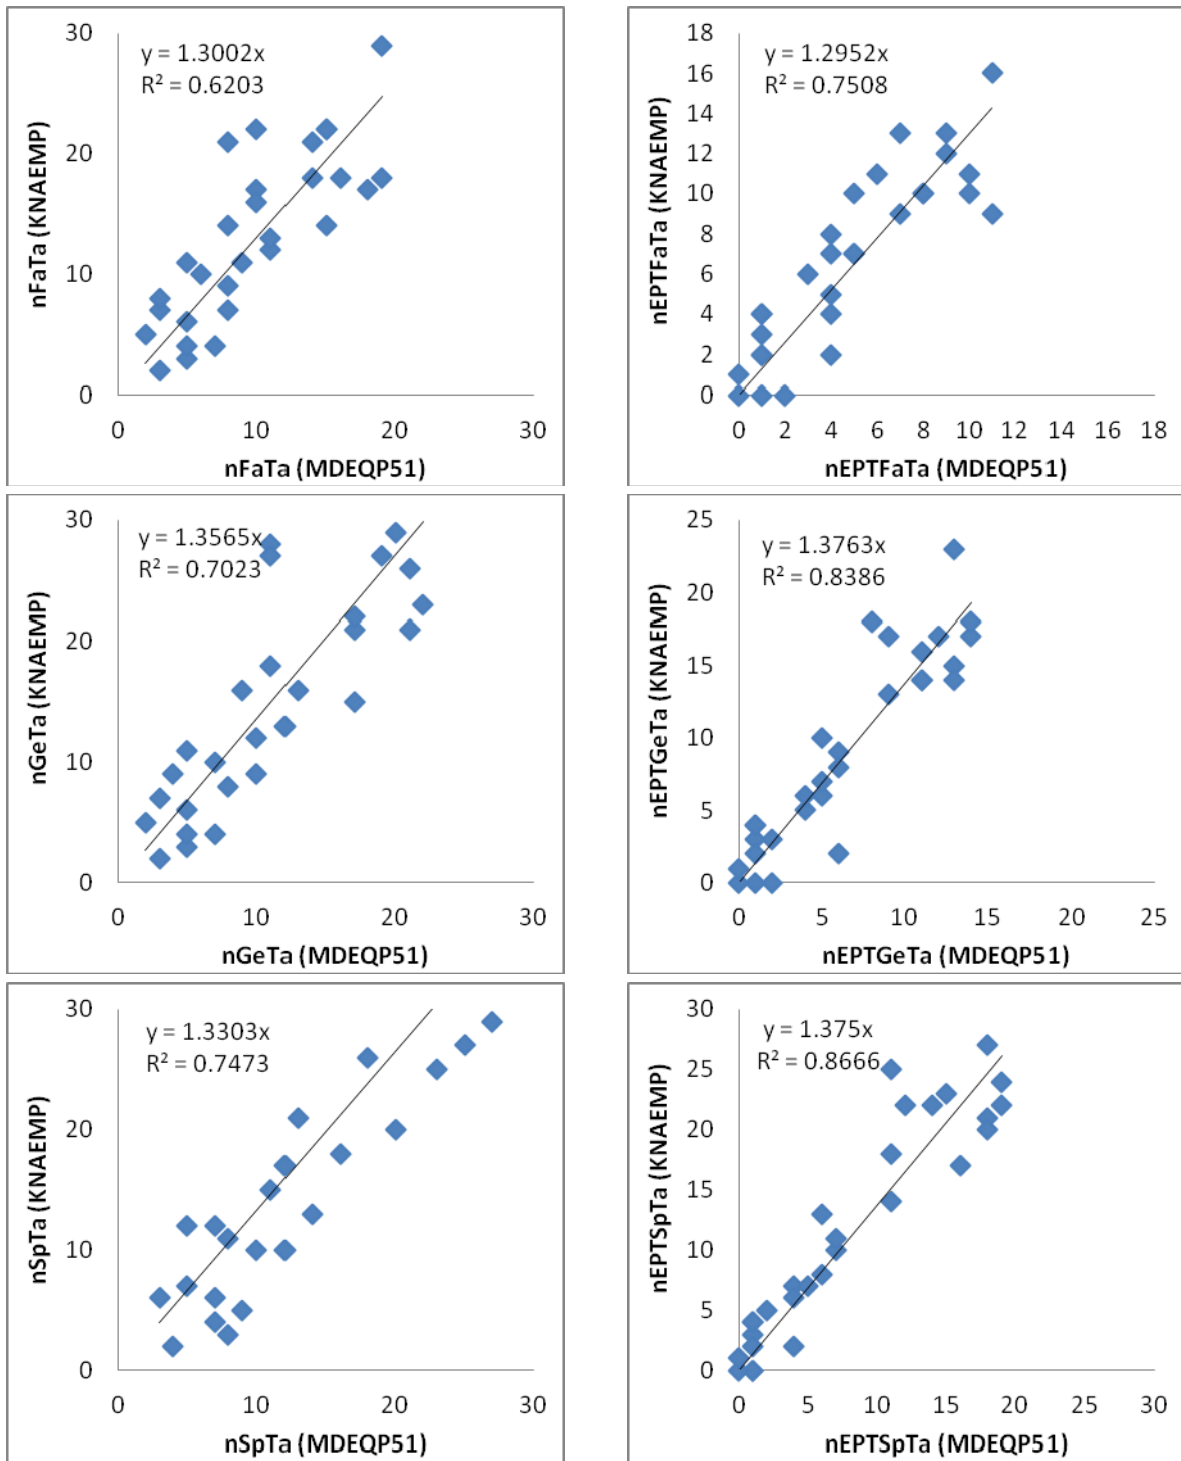 y = 1.3002x
R² = 0.6203
30
20
10
0
0 10 20 30
nFaTa (KNAEMP)
nFaTa (MDEQP51)
y = 1.2952x
R² = 0.7508
18
16
14
12
10
8
6
4
2
0
0 2 4 6 8 10 12 14 16 18
nEPTFaTa (KNAEMP)
nEPTFaTa (MDEQP51)
y = 1.3565x
R² = 0.7023
30
20
10
0
0 10 20 30
nGeTa (KNAEMP)
nGeTa (MDEQP51)
y = 1.3763x
R² = 0.8386
25
20
15
10
5
0
0 5 10 15 20 25
nEPTGeTa (KNAEMP)
nEPTGeTa (MDEQP51)
y = 1.3303x
R² = 0.7473
30
20
10
0
0 10 20 30
nSpTa (KNAEMP)
nSpTa (MDEQP51)
y = 1.375x
R² = 0.8666
30
25
20
15
10
5
0
0 5 10 15 20 25 30
nEPTSpTa (KNAEMP)
nEPTSpTa (MDEQP51)